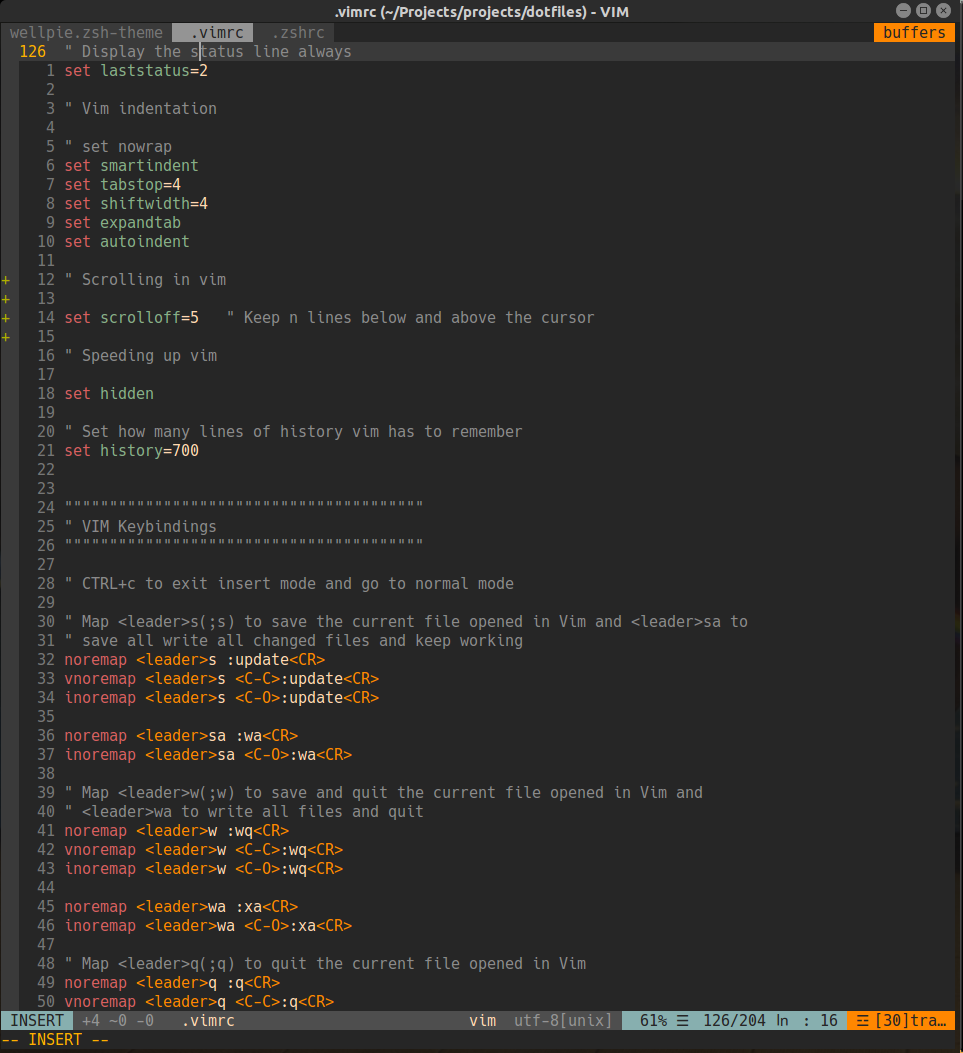 .vimrc (~/Projects/projects/dotfiles) - VIM
wellpie.zsh-theme .vimrc .zshrc buffers
126 " Display the status line always
1 set laststatus=2
2
3 " Vim indentation
4
5 " set nowrap
6 set smartindent
7 set tabstop=4
8 set shiftwidth=4
9 set expandtab
10 set autoindent
11
+ 12 " Scrolling in vim
+ 13
+ 14 set scrolloff=5   " Keep n lines below and above the cursor
+ 15
16 " Speeding up vim
17
18 set hidden
19
20 " Set how many lines of history vim has to remember
21 set history=700
22
23
24 """"""""""""""""""""""""""""""""""""""""
25 " VIM Keybindings
26 """"""""""""""""""""""""""""""""""""""""
27
28 " CTRL+c to exit insert mode and go to normal mode
29
30 " Map <leader>s(;s) to save the current file opened in Vim and <leader>sa to
31 " save all write all changed files and keep working
32 noremap <leader>s :update<CR>
33 vnoremap <leader>s <C-C>:update<CR>
34 inoremap <leader>s <C-O>:update<CR>
35
36 noremap <leader>sa :wa<CR>
37 inoremap <leader>sa <C-O>:wa<CR>
38
39 " Map <leader>w(;w) to save and quit the current file opened in Vim and
40 " <leader>wa to write all files and quit
41 noremap <leader>w :wq<CR>
42 vnoremap <leader>w <C-C>:wq<CR>
43 inoremap <leader>w <C-O>:wq<CR>
44
45 noremap <leader>wa :xa<CR>
46 inoremap <leader>wa <C-O>:xa<CR>
47
48 " Map <leader>q(;q) to quit the current file opened in Vim
49 noremap <leader>q :q<CR>
50 vnoremap <leader>q <C-C>:q<CR>
INSERT +4 ~0 -0 .vimrc vim utf-8[unix] 61% ☰ 126/204 ln : 16 ☲ [30]tra…
-- INSERT --